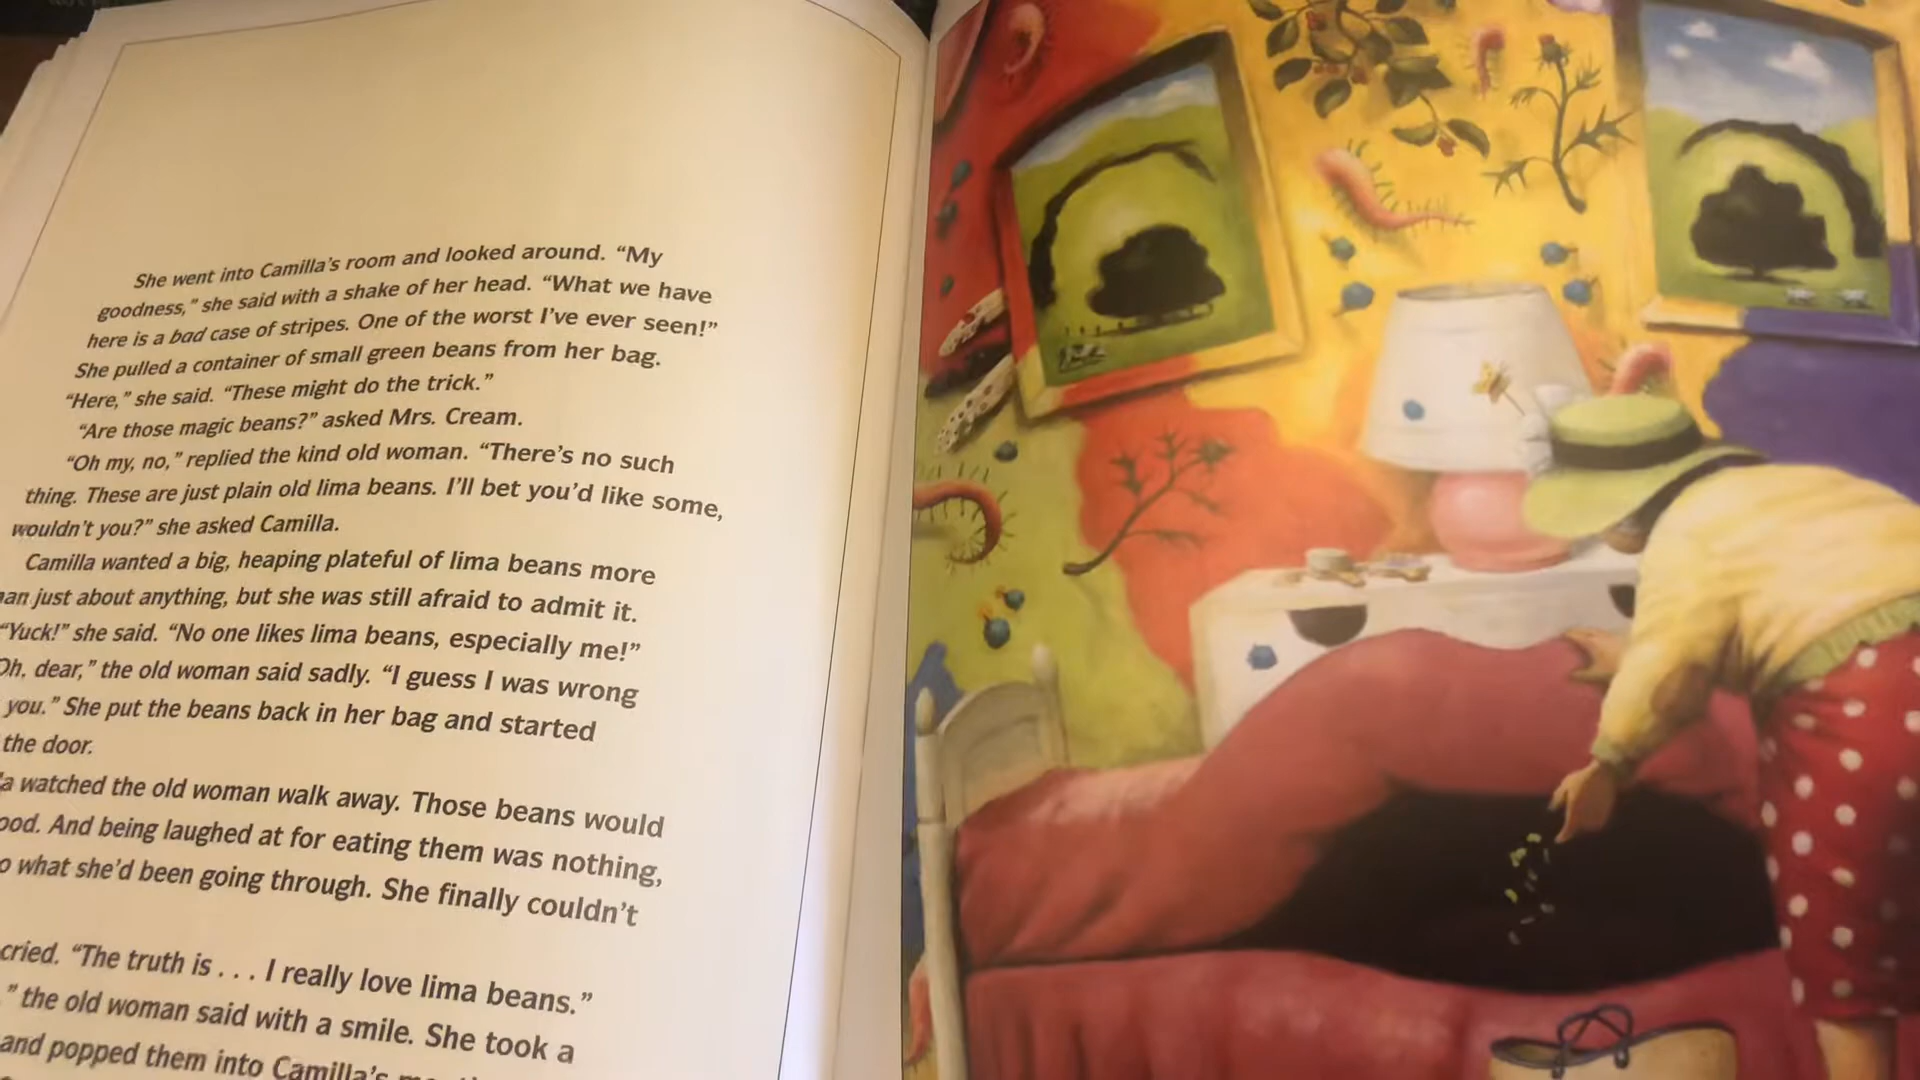 She went into Camilla's room and looked around. “My
goodness,” she said with a shake of her head. “What we have
here is a bad case of stripes. One of the worst I've ever seen!”
She pulled a container of small green beans from her bag.
“Here,” she said. “These might do the trick.”
“Are those magic beans?” asked Mrs. Cream.
“Oh my, no,” replied the kind old woman. “There's no such
thing. These are just plain old lima beans. I'll bet you'd like some,
wouldn't you?” she asked Camilla.
Camilla wanted a big, heaping plateful of lima beans more
just about anything, but she was still afraid to admit it.
“Yuck!” she said. “No one likes lima beans, especially me!”
Oh, dear,” the old woman said sadly. “I guess I was wrong
you.” She put the beans back in her bag and started
the door.
watched the old woman walk away. Those beans would
And being laughed at for eating them was nothing,
what she'd been going through. She finally couldn't
cried. “The truth is . . . I really love lima beans.”
” the old woman said with a smile. She took a
and popped them into Camilla's